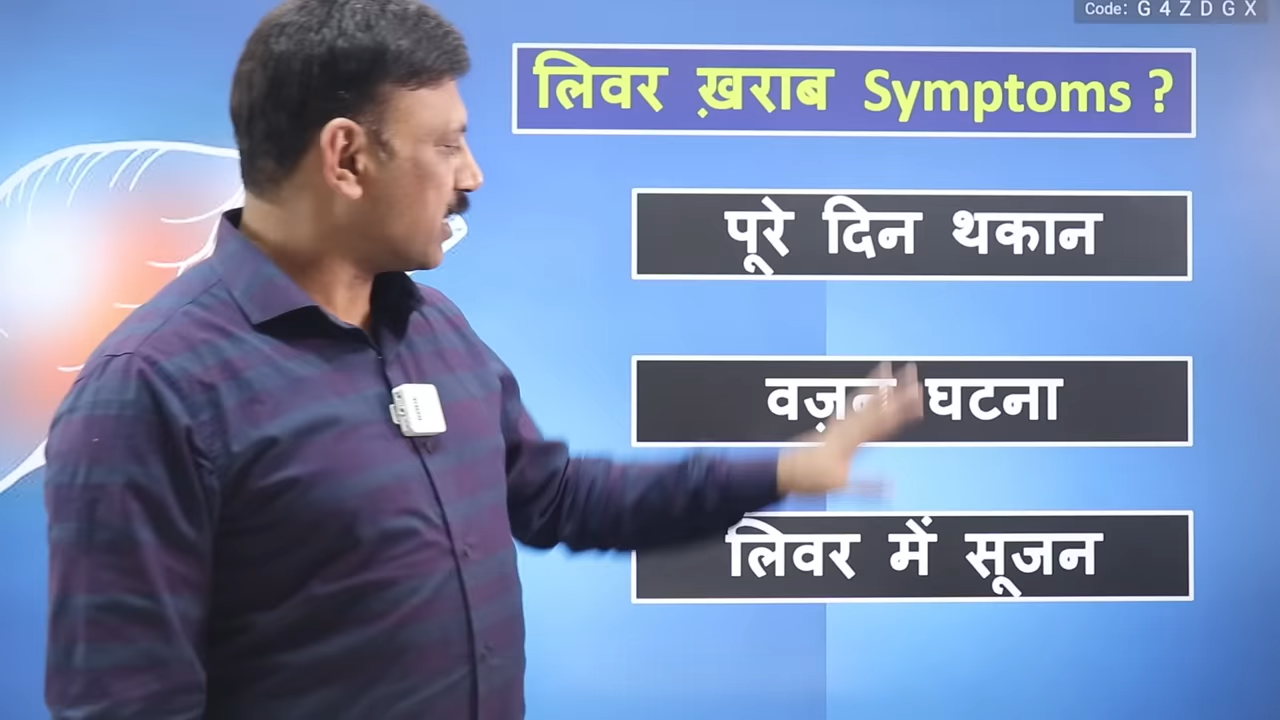 Code: G 4 Z D G X
लिवर ख़राब Symptoms ?
पूरे दिन थकान
वज़न घटना
लिवर में सूजन